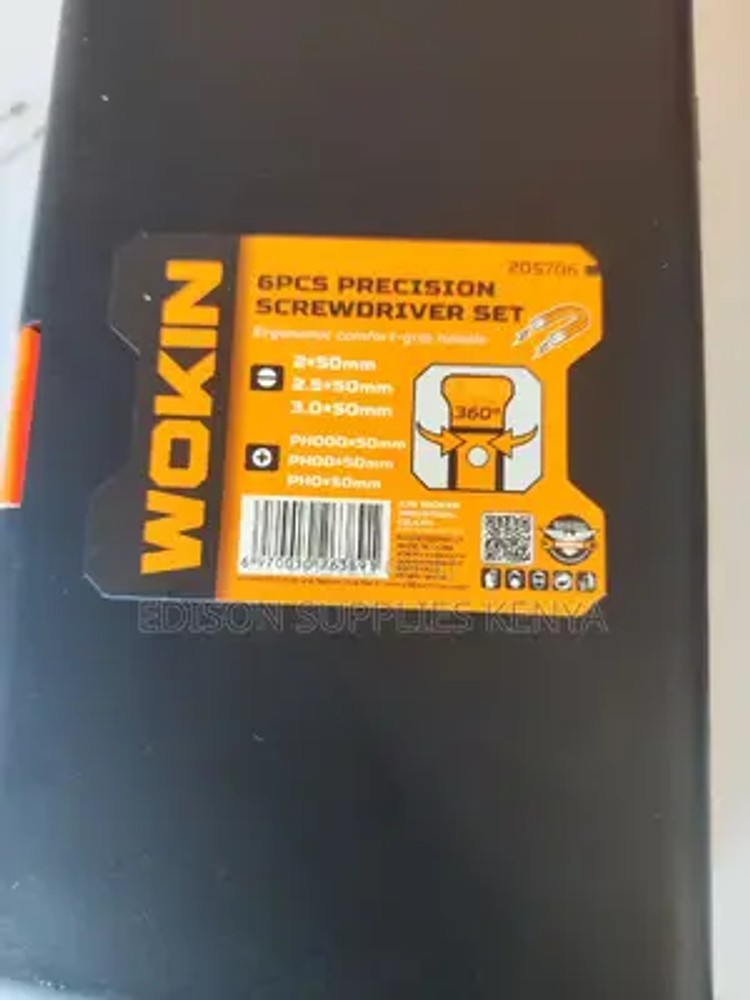 WOKIN
205706
6PCS PRECISION
SCREWDRIVER SET
Ergonomic comfort-grip handle
2*50mm
2.5*50mm
3.0*50mm
360°
PH000*50mm
PH00*50mm
PH0*50mm
EDISON SUPPLIES KENYA